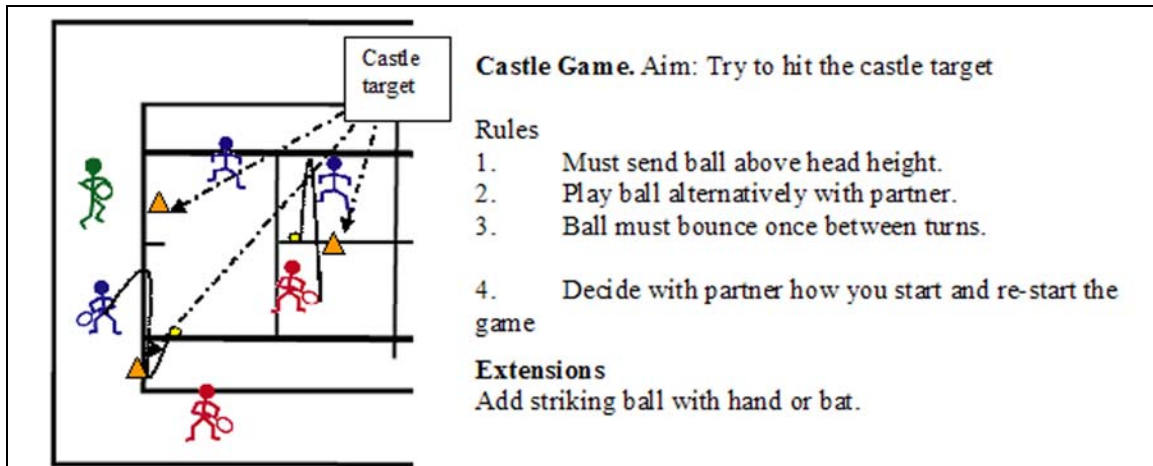 Castle
target
Castle Game. Aim: Try to hit the castle target
Rules
1. Must send ball above head height.
2. Play ball alternatively with partner.
3. Ball must bounce once between turns.
4. Decide with partner how you start and re-start the
game
Extensions
Add striking ball with hand or bat.